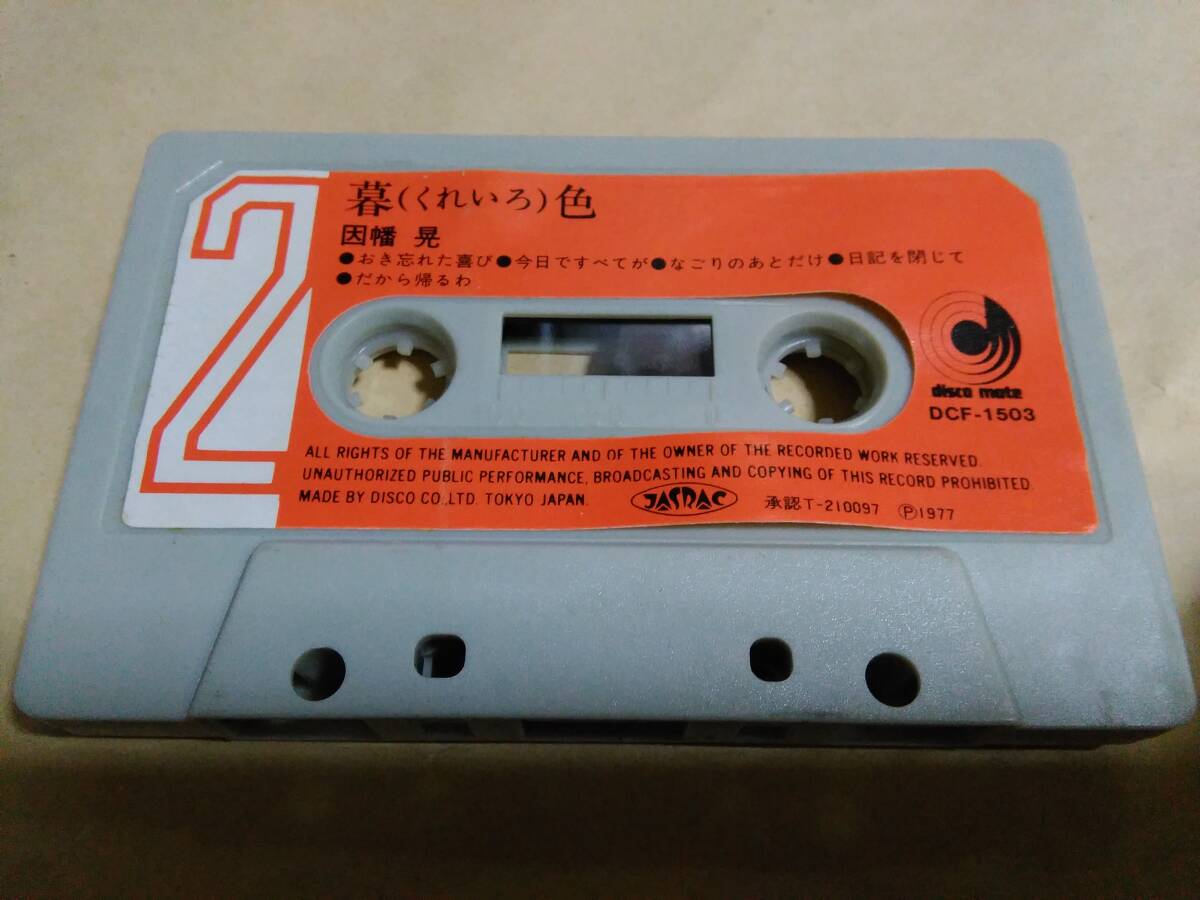 2
暮(くれいろ)色
因幡 晃
●おき忘れた喜び●今日ですべてが●なごりのあとだけ●日記を閉じて
●だから帰るわ
disco mate
DCF-1503
ALL RIGHTS OF THE MANUFACTURER AND OF THE OWNER OF THE RECORDED WORK RESERVED.
UNAUTHORIZED PUBLIC PERFORMANCE, BROADCASTING AND COPYING OF THIS RECORD PROHIBITED.
MADE BY DISCO CO.,LTD. TOKYO JAPAN. JASRAC 承認T-210097 Ⓟ1977